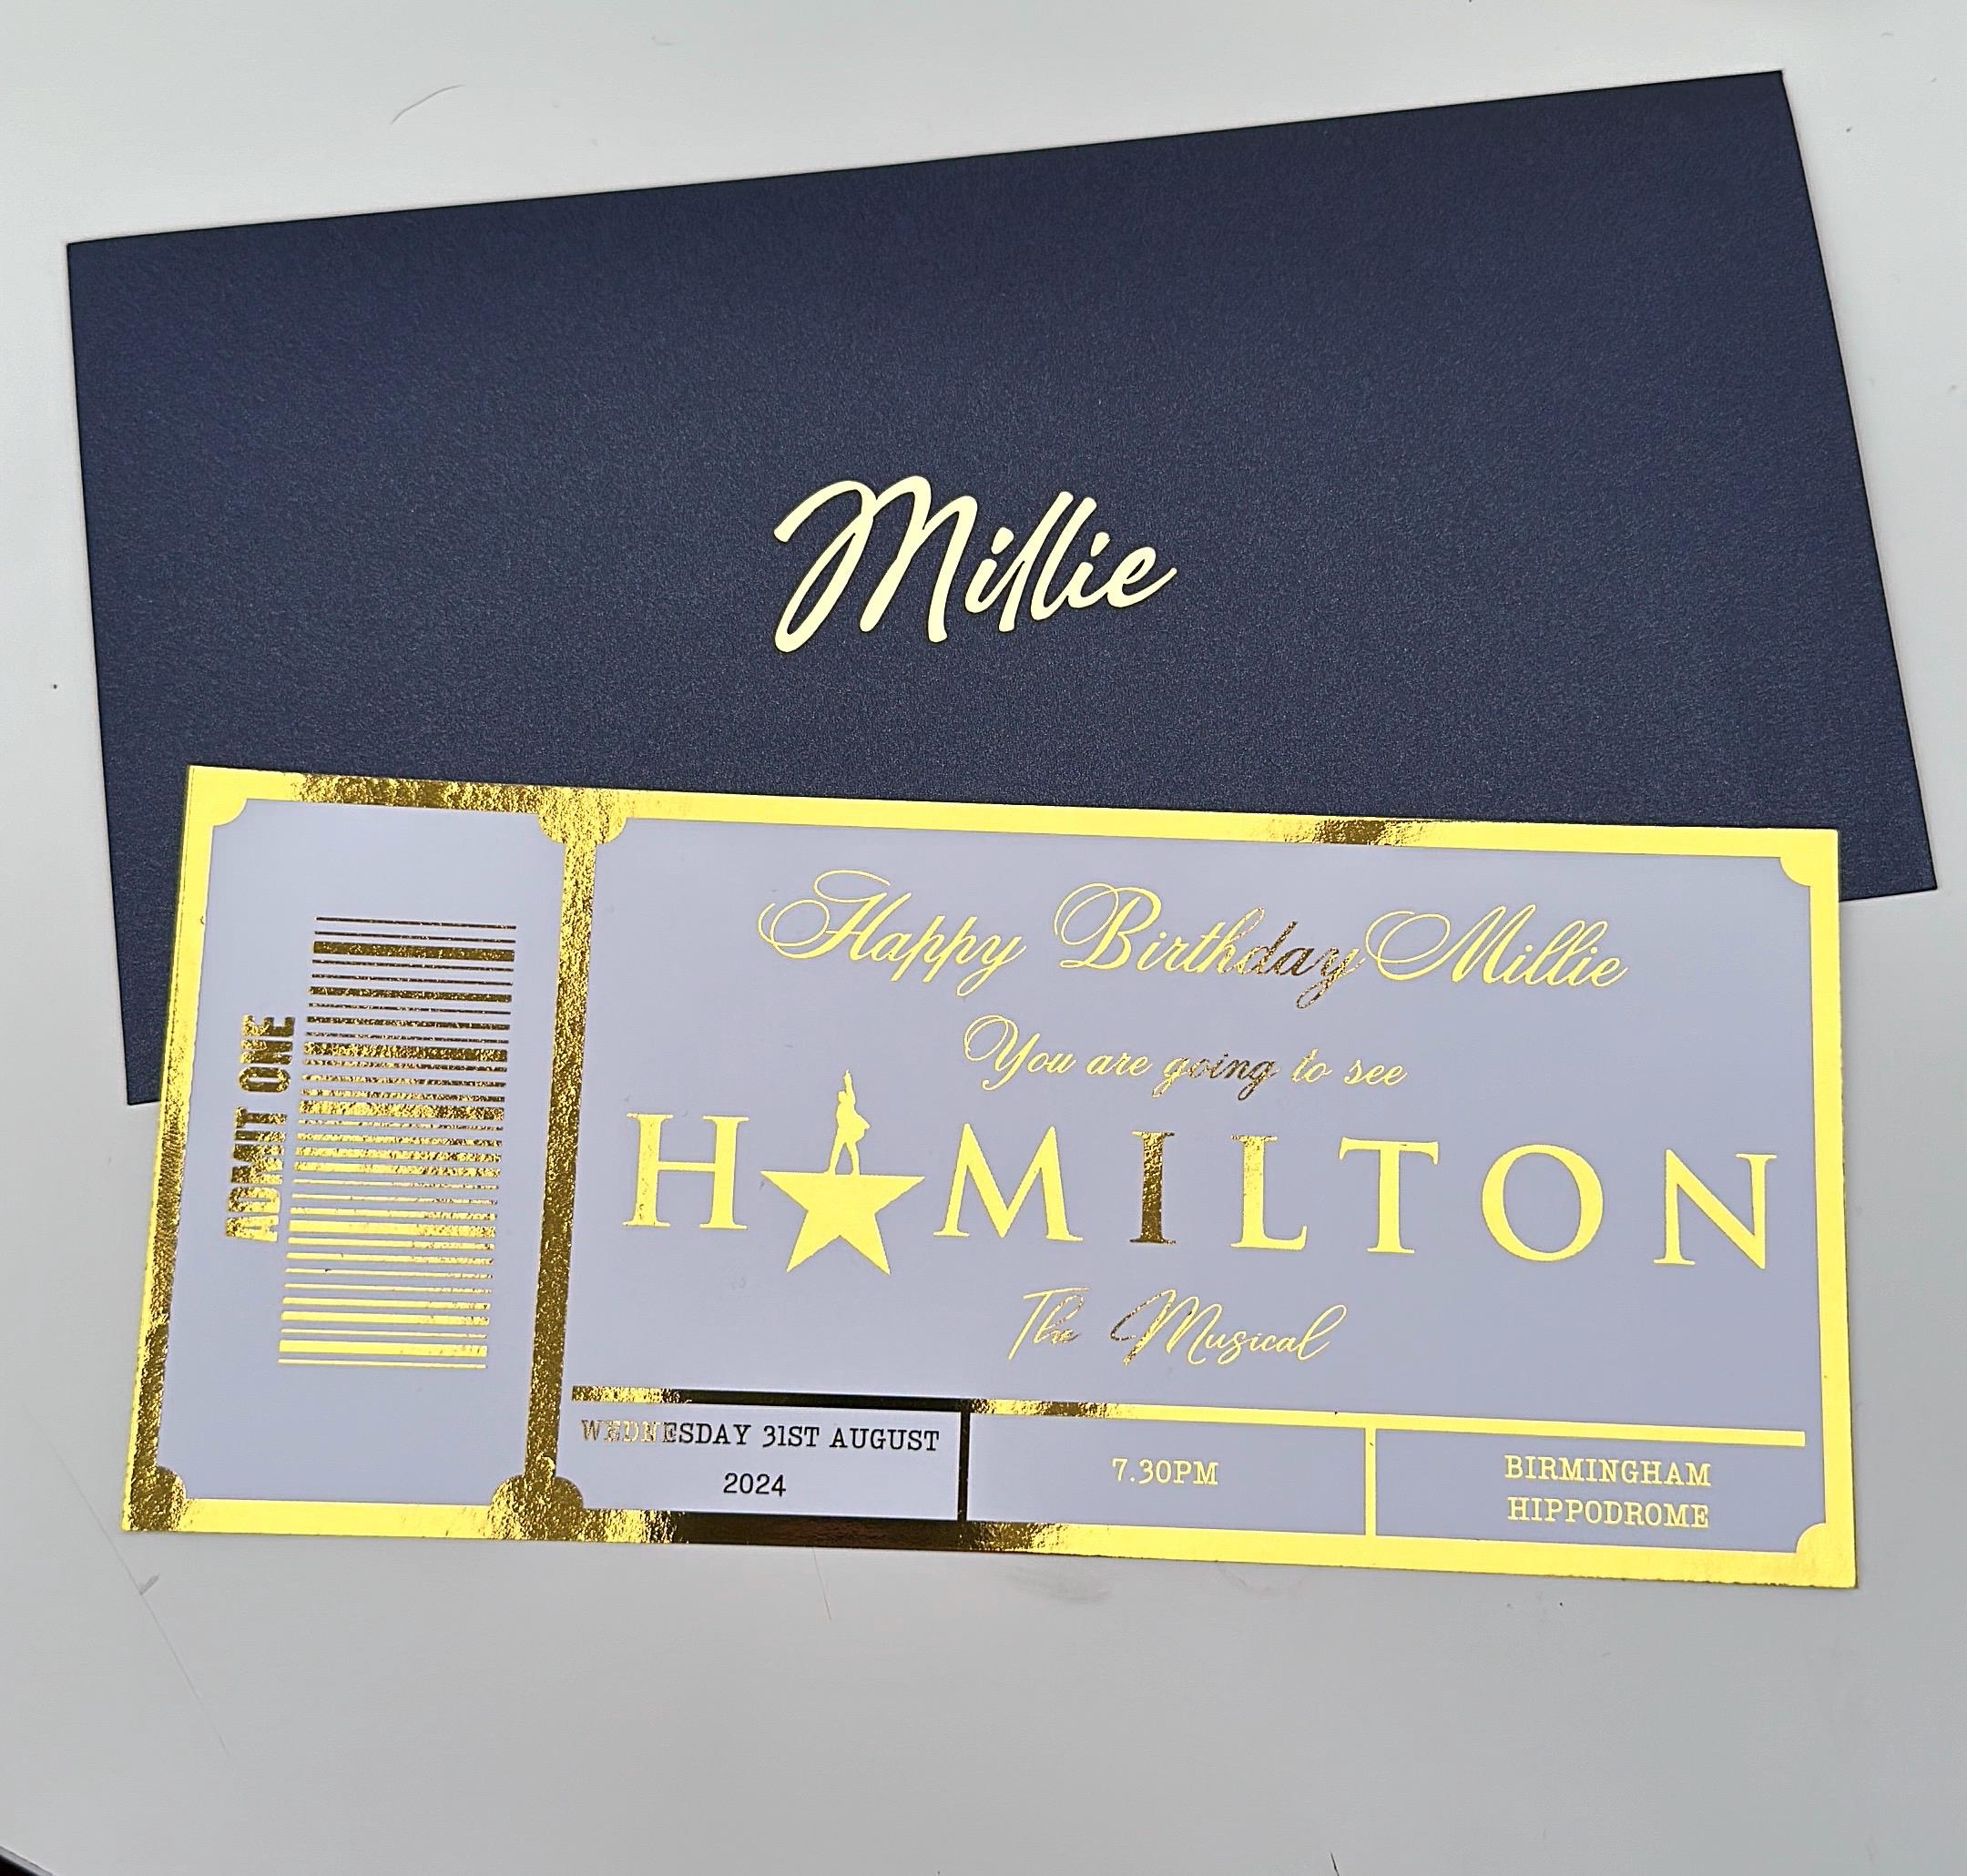 Millie
Happy Birthday Millie
You are going to see
HAMILTON
The Musical
WEDNESDAY 31ST AUGUST
2024
7.30PM
BIRMINGHAM
HIPPODROME
ADMIT ONE